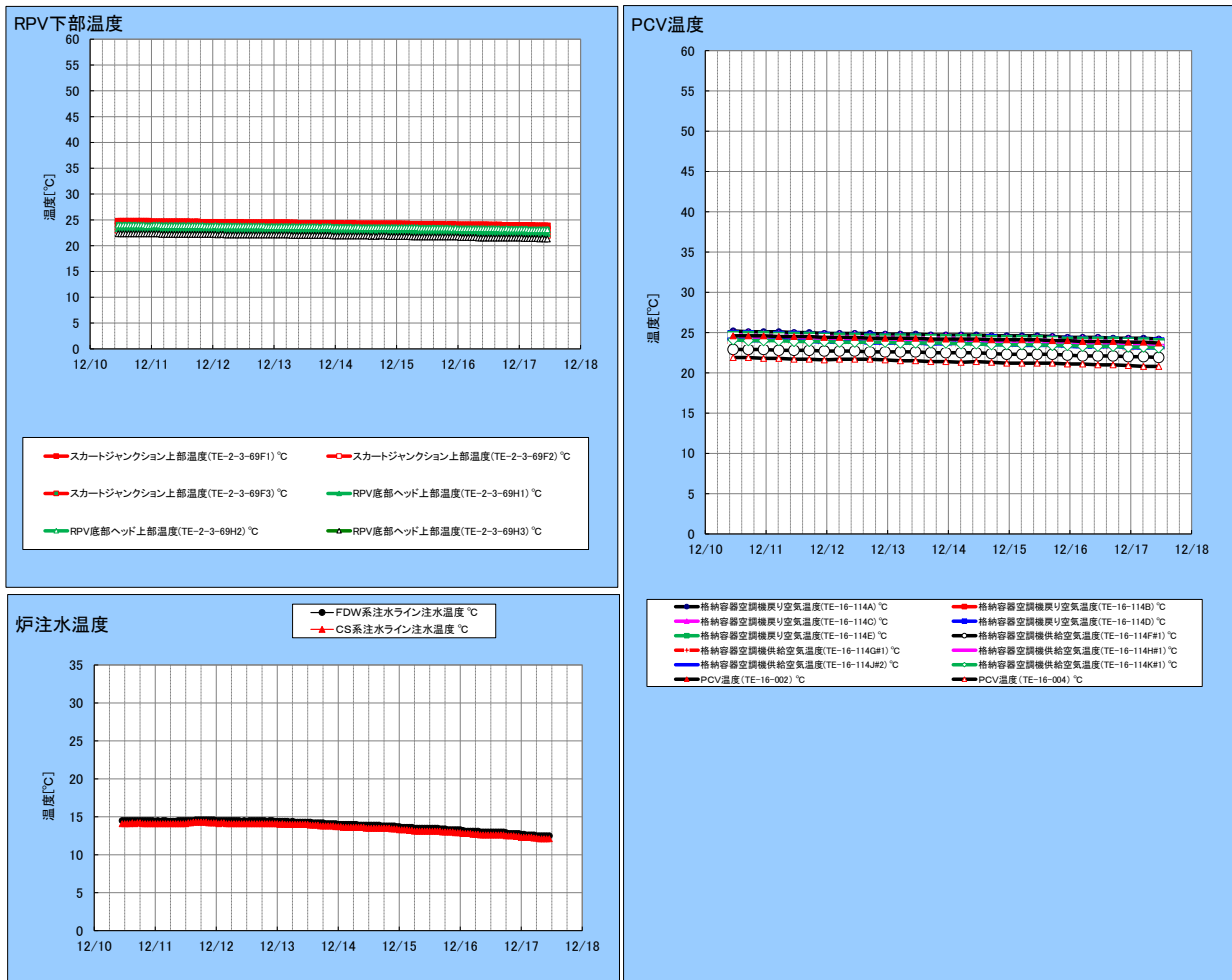 RPV下部温度
温度[℃]
60
55
50
45
40
35
30
25
20
15
10
5
0
12/10 12/11 12/12 12/13 12/14 12/15 12/16 12/17 12/18
スカートジャンクション上部温度(TE-2-3-69F1) ℃ スカートジャンクション上部温度(TE-2-3-69F2) ℃
スカートジャンクション上部温度(TE-2-3-69F3) ℃ RPV底部ヘッド上部温度(TE-2-3-69H1) ℃
RPV底部ヘッド上部温度(TE-2-3-69H2) ℃ RPV底部ヘッド上部温度(TE-2-3-69H3) ℃
炉注水温度
FDW系注水ライン注水温度 ℃
CS系注水ライン注水温度 ℃
温度[℃]
35
30
25
20
15
10
5
0
12/10 12/11 12/12 12/13 12/14 12/15 12/16 12/17 12/18
PCV温度
温度[℃]
60
55
50
45
40
35
30
25
20
15
10
5
0
12/10 12/11 12/12 12/13 12/14 12/15 12/16 12/17 12/18
格納容器空調機戻り空気温度(TE-16-114A) ℃ 格納容器空調機戻り空気温度(TE-16-114B) ℃
格納容器空調機戻り空気温度(TE-16-114C) ℃ 格納容器空調機戻り空気温度(TE-16-114D) ℃
格納容器空調機戻り空気温度(TE-16-114E) ℃ 格納容器空調機供給空気温度(TE-16-114F#1) ℃
格納容器空調機供給空気温度(TE-16-114G#1) ℃ 格納容器空調機供給空気温度(TE-16-114H#1) ℃
格納容器空調機供給空気温度(TE-16-114J#2) ℃ 格納容器空調機供給空気温度(TE-16-114K#1) ℃
PCV温度(TE-16-002) ℃ PCV温度(TE-16-004) ℃